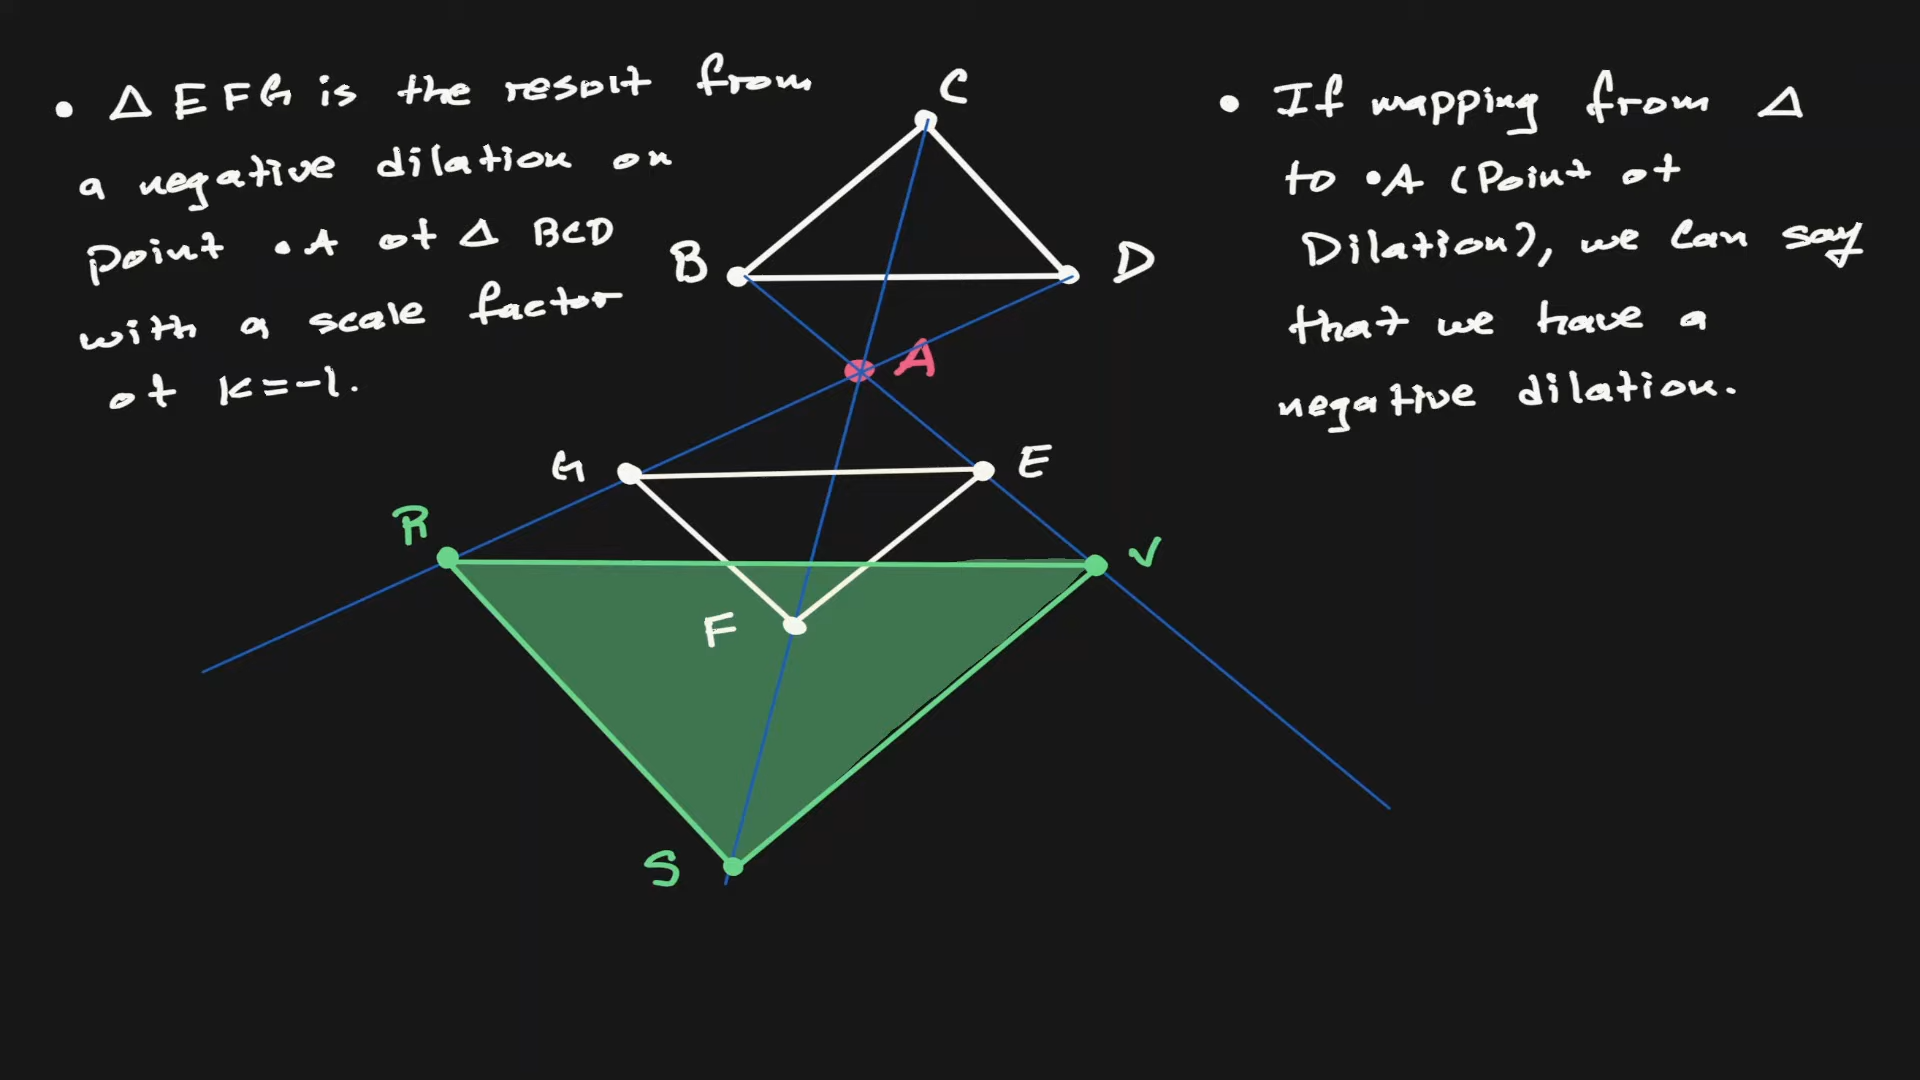 • △ EFG is the result from
a negative dilation on
point •A of △ BCD
with a scale factor
of K=-1.
C
B
D
A
G
E
R
V
F
S
• If mapping from △
to •A (Point of
Dilation), we can say
that we have a
negative dilation.